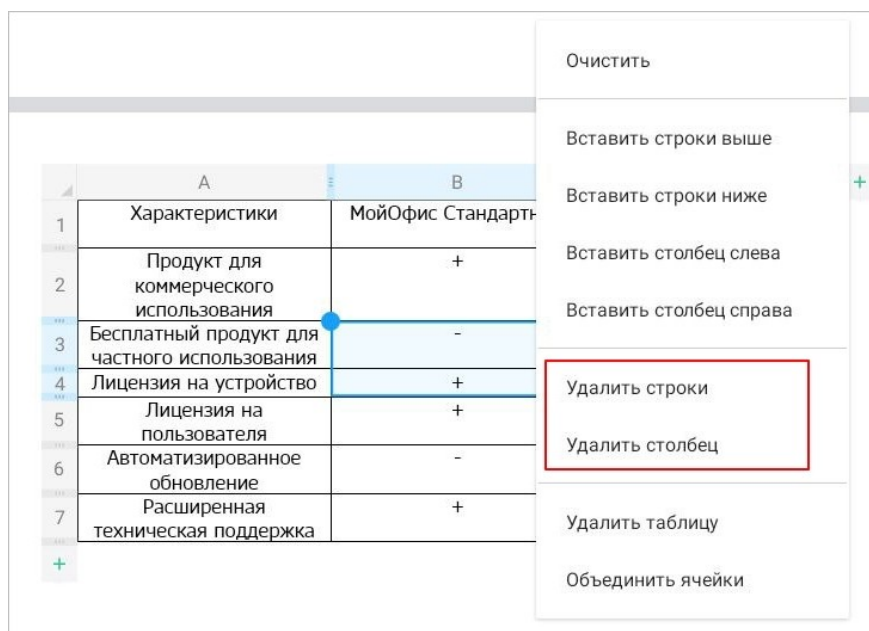 Очистить
Вставить строки выше
Вставить строки ниже
Вставить столбец слева
Вставить столбец справа
Удалить строки
Удалить столбец
Удалить таблицу
Объединить ячейки
A B
1 Характеристики МойОфис Стандартн
2 Продукт для +
коммерческого
использования
3 Бесплатный продукт для -
частного использования
4 Лицензия на устройство +
5 Лицензия на +
пользователя
6 Автоматизированное -
обновление
7 Расширенная +
техническая поддержка
+
+